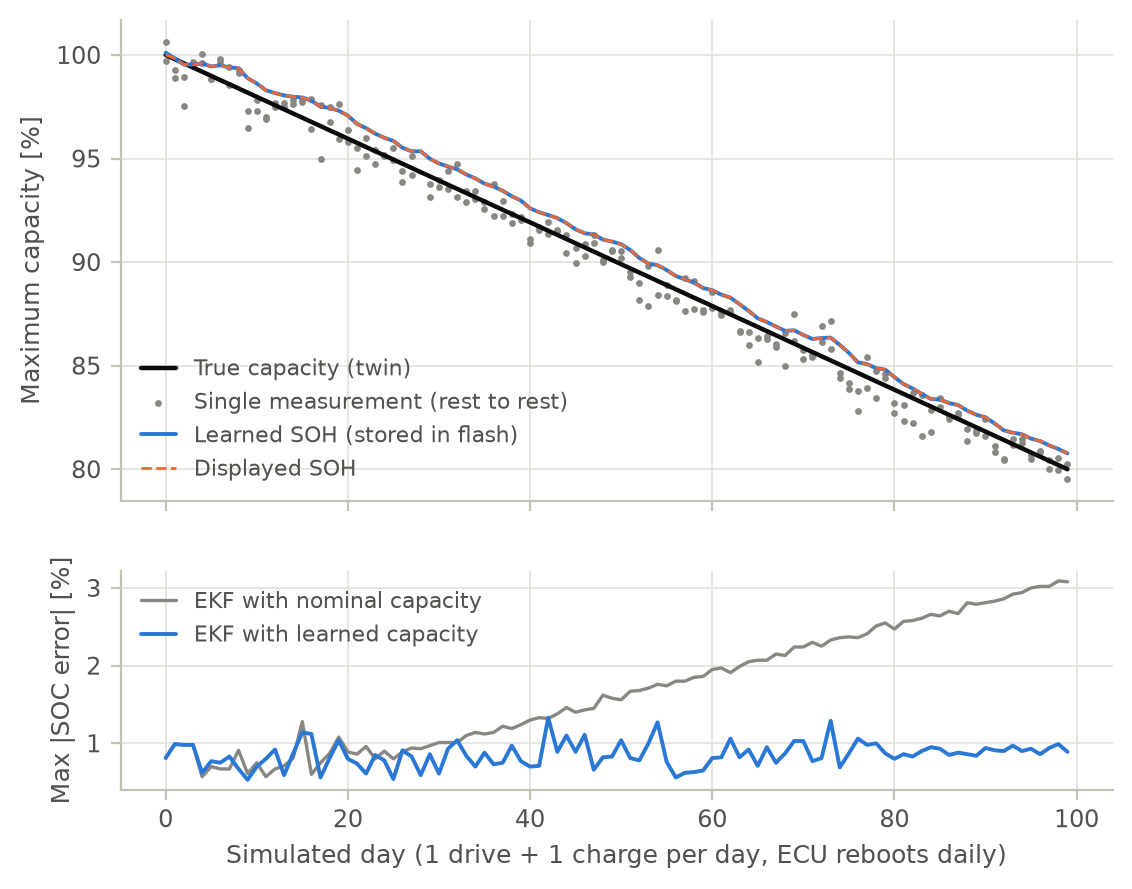 Maximum capacity [%]
100
95
90
85
80
True capacity (twin)
Single measurement (rest to rest)
Learned SOH (stored in flash)
Displayed SOH
Max |SOC error| [%]
3
2
1
EKF with nominal capacity
EKF with learned capacity
0 20 40 60 80 100
Simulated day (1 drive + 1 charge per day, ECU reboots daily)